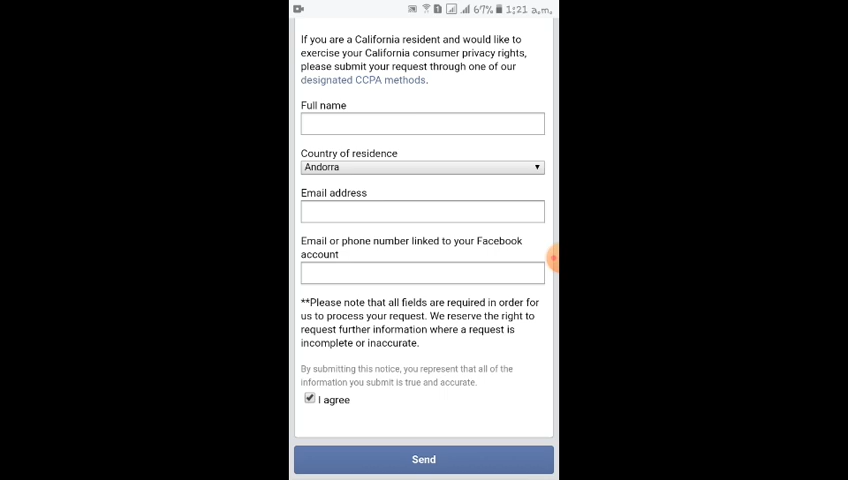 67% 1:21 a.m.
If you are a California resident and would like to
exercise your California consumer privacy rights,
please submit your request through one of our
designated CCPA methods.
Full name
Country of residence
Andorra
Email address
Email or phone number linked to your Facebook
account
**Please note that all fields are required in order for
us to process your request. We reserve the right to
request further information where a request is
incomplete or inaccurate.
By submitting this notice, you represent that all of the
information you submit is true and accurate.
I agree
Send